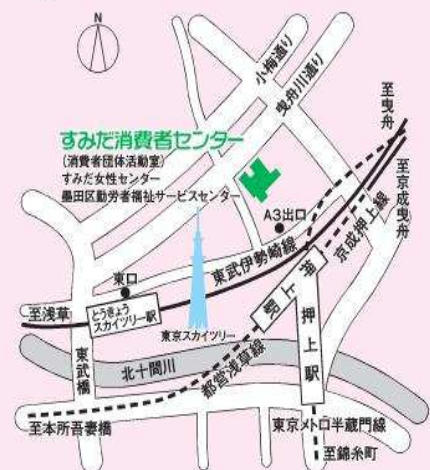 N
小梅通り
曳舟川通り
至曳舟
すみだ消費者センター
(消費者団体活動室)
すみだ女性センター
墨田区勤労者福祉サービスセンター
至京成曳舟
A3出口
京成押上線
東武伊勢崎線
押上駅
東口
至浅草
とうきょう
スカイツリー駅
東京スカイツリー
押上駅
東武橋
北十間川
都営浅草線
至本所吾妻橋
東京メトロ半蔵門線
至錦糸町